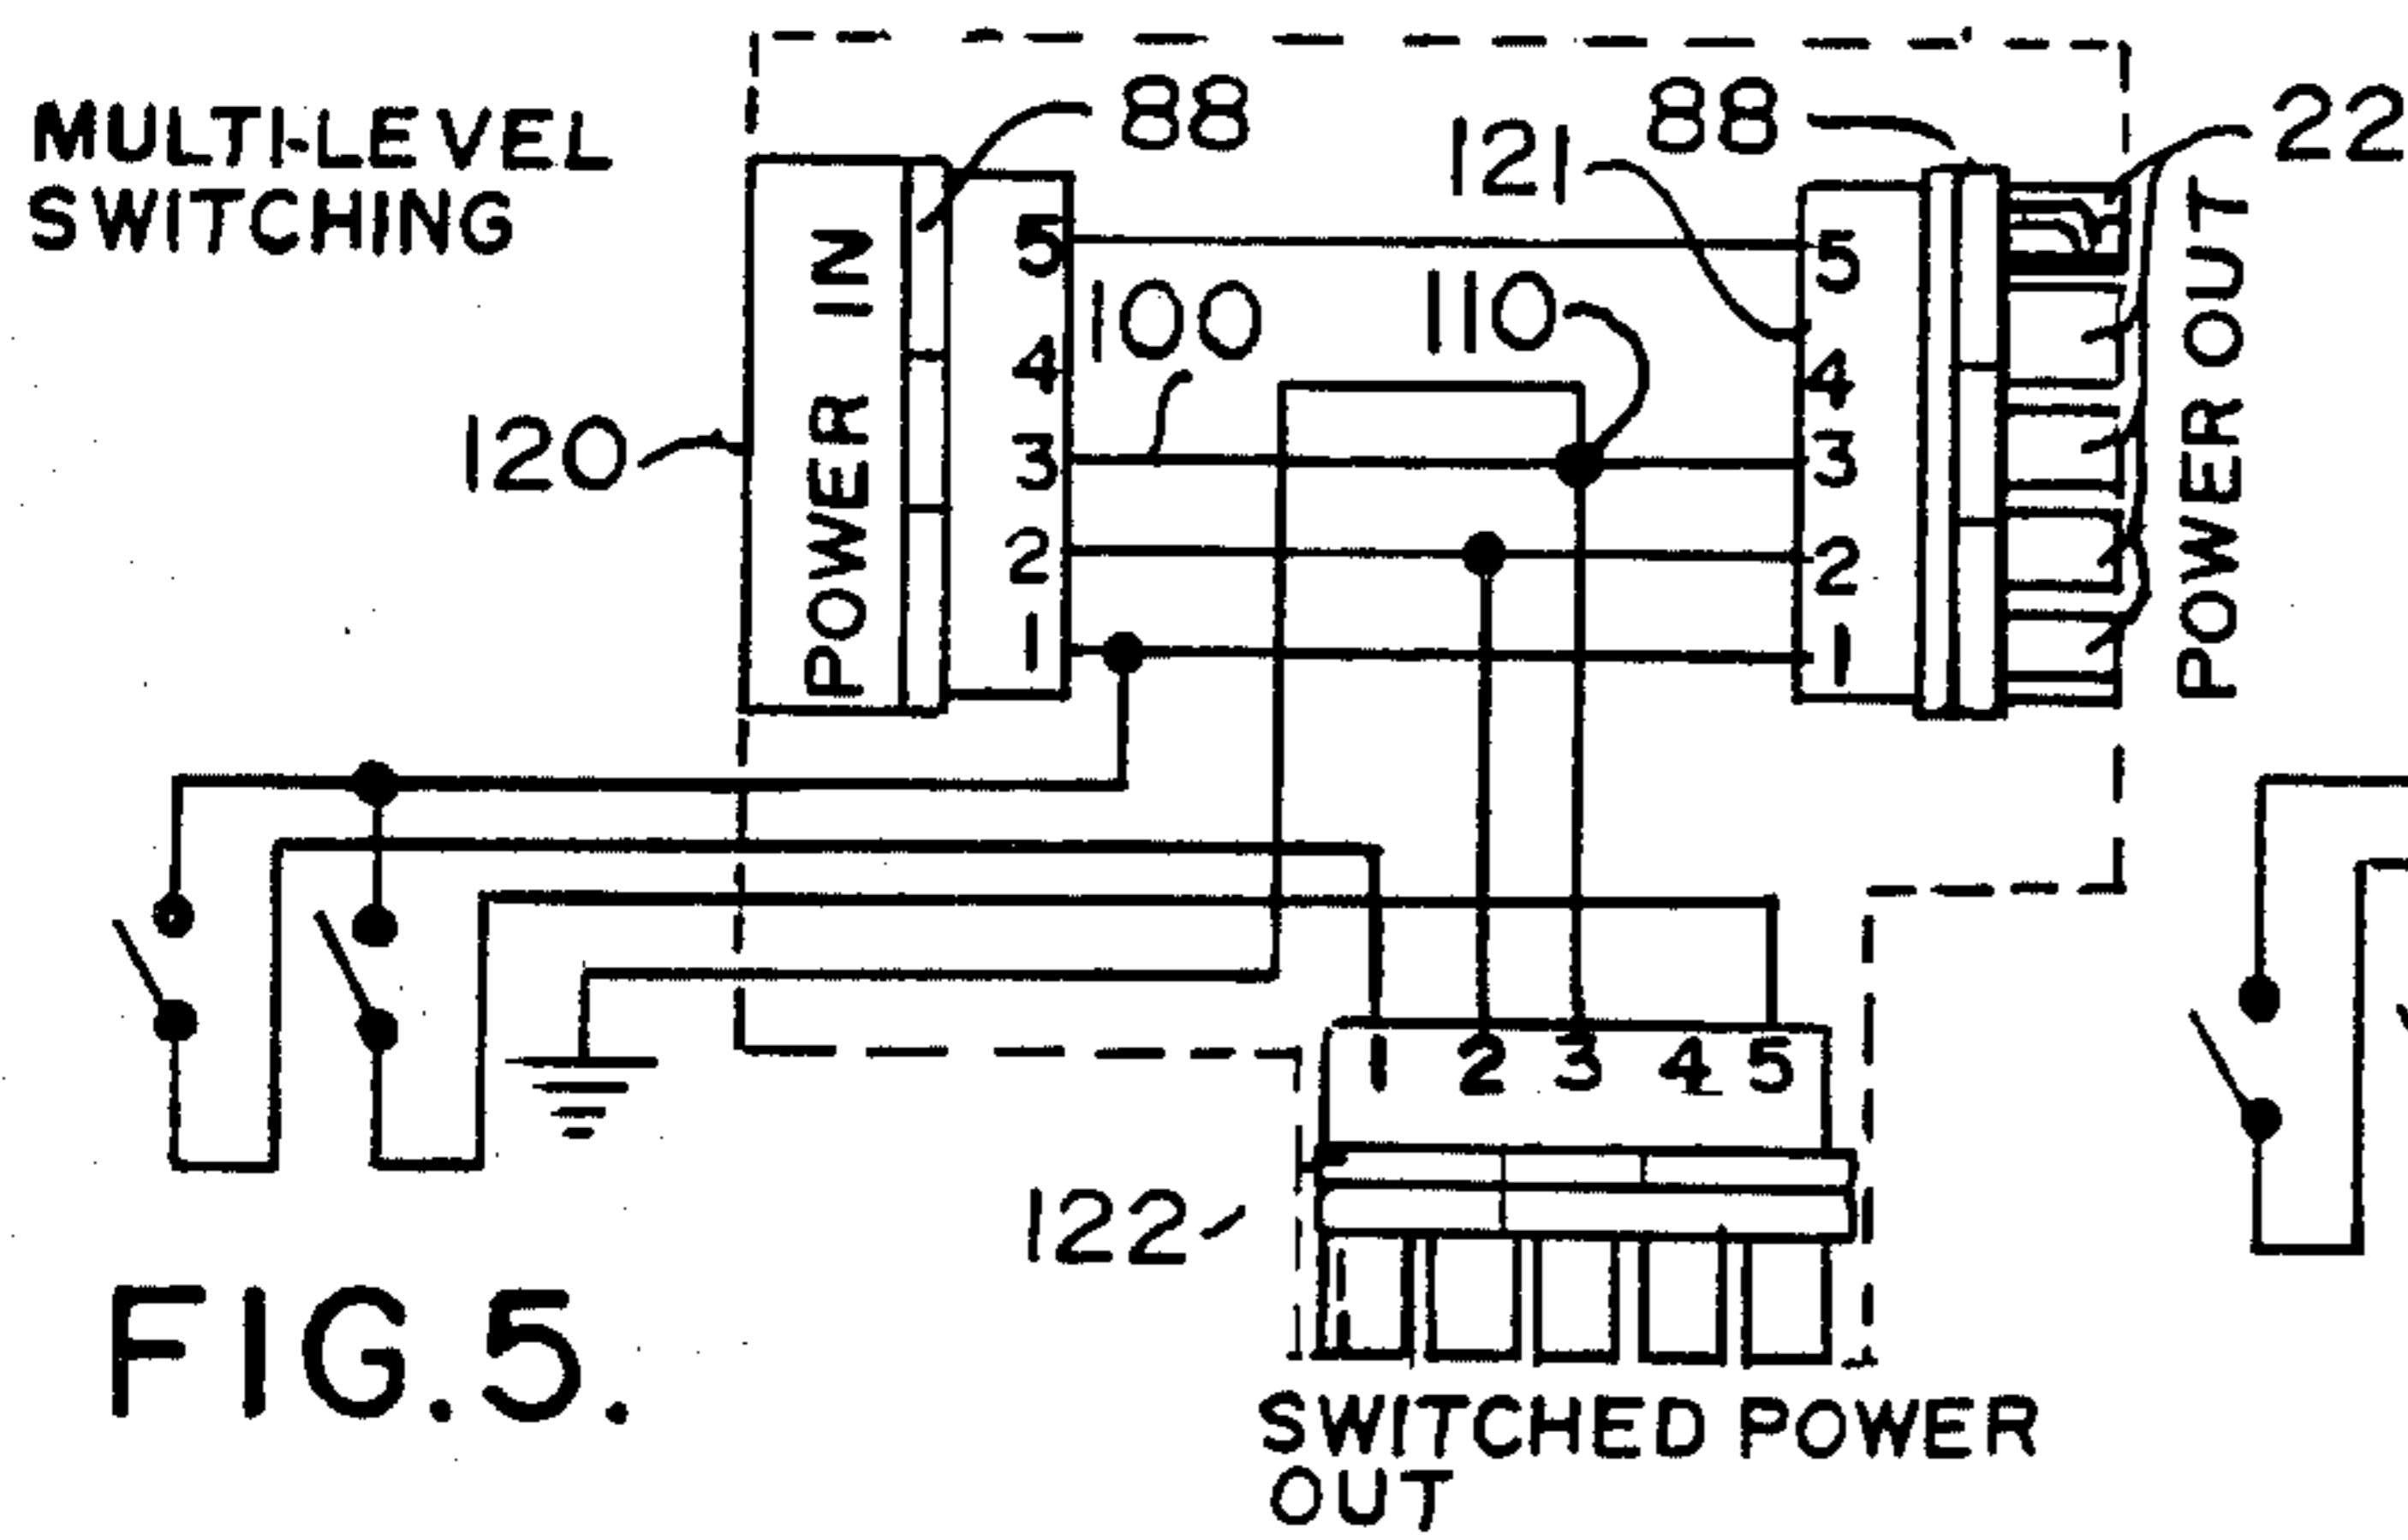 MULTI-LEVEL
SWITCHING
88
121
88
22
120
POWER IN
5
4
3
2
1
100
110
5
4
3
2
1
POWER OUT
1 2 3 4 5
122
SWITCHED POWER
OUT
FIG.5.